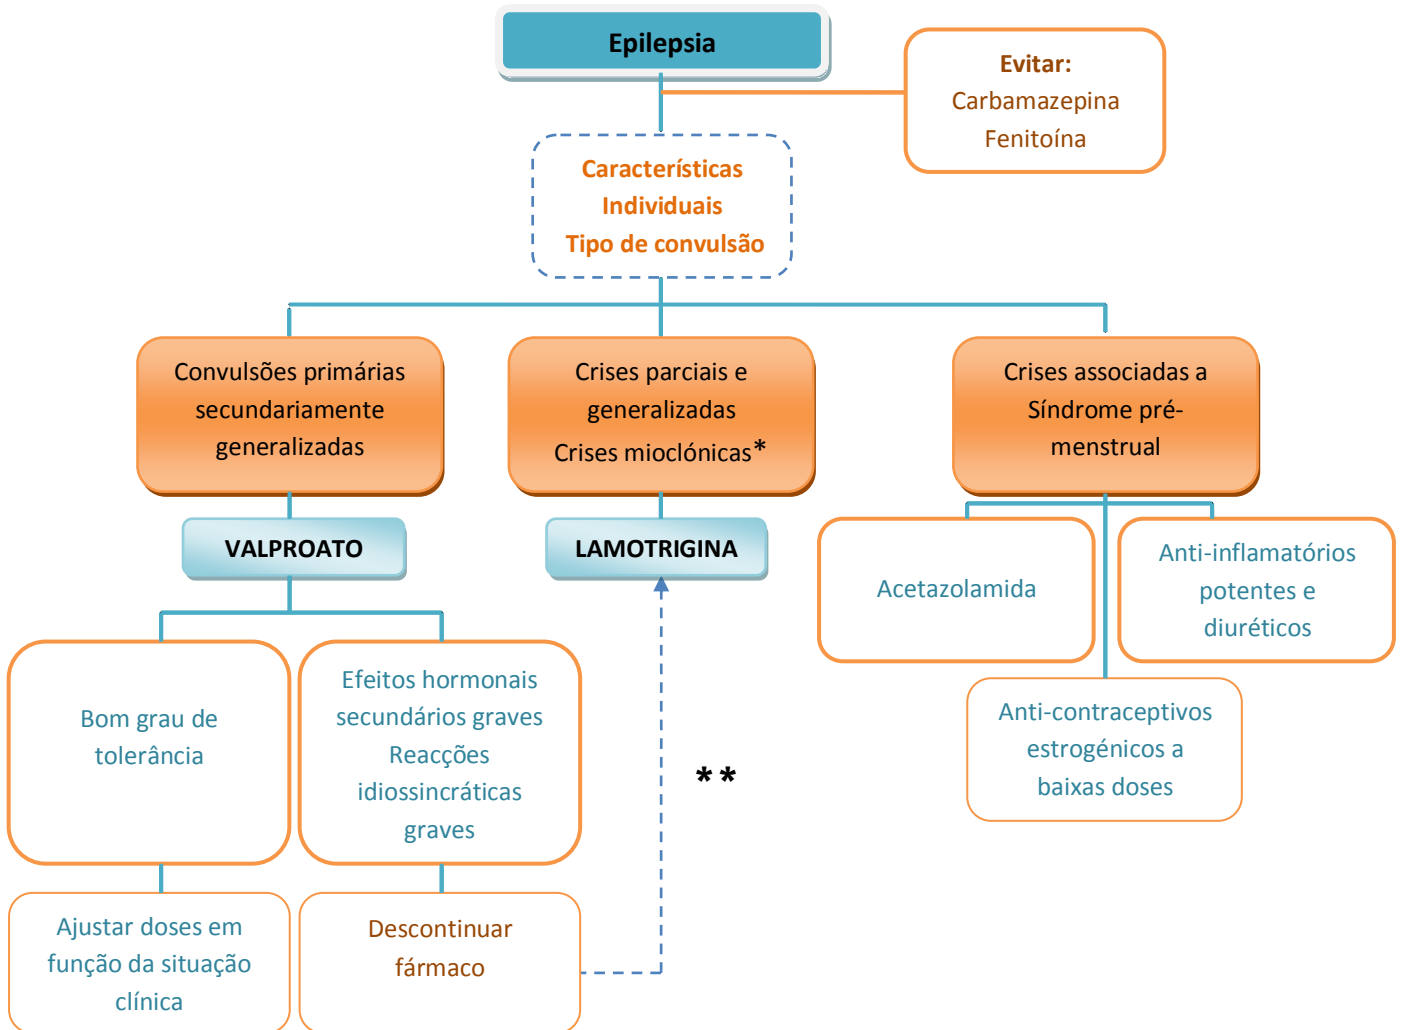 Epilepsia
Evitar:
Carbamazepina
Fenitoína
Características
Individuais
Tipo de convulsão
Convulsões primárias
secundariamente
generalizadas
Crises parciais e
generalizadas
Crises mioclónicas*
Crises associadas a
Síndrome pré-
menstrual
VALPROATO
LAMOTRIGINA
Acetazolamida
Anti-inflamatórios
potentes e
diuréticos
Anti-contraceptivos
estrogénicos a
baixas doses
Bom grau de
tolerância
Efeitos hormonais
secundários graves
Reacções
idiossincráticas
graves
**
Ajustar doses em
função da situação
clínica
Descontinuar
fármaco